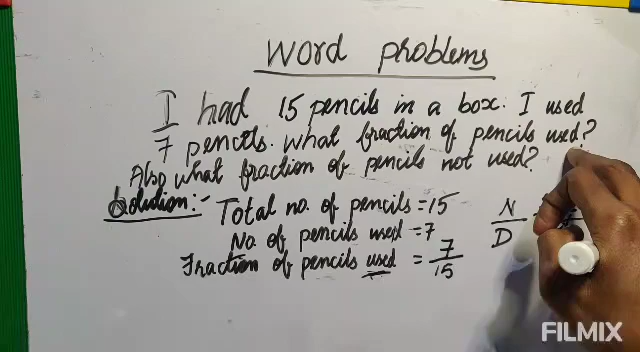 Word problems
I had 15 pencils in a box. I used
7 pencils. What fraction of pencils used?
Also what fraction of pencils not used?
Solution:- Total no. of pencils = 15
No. of pencils used = 7
Fraction of pencils used = 7/15
N
D
FILMIX